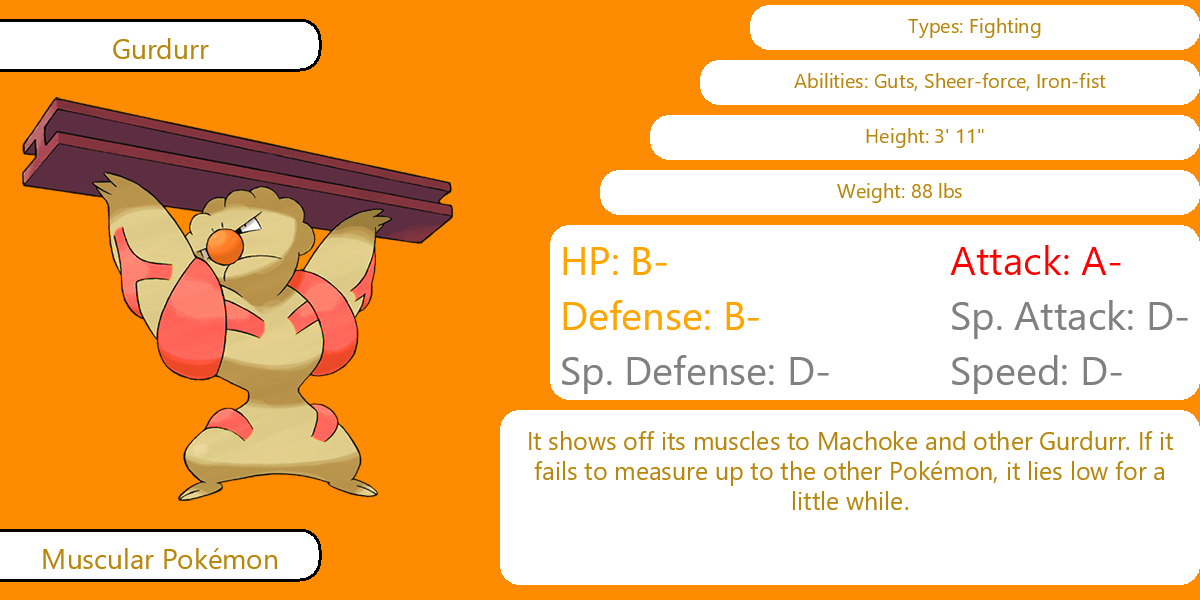 Gurdurr
Types: Fighting
Abilities: Guts, Sheer-force, Iron-fist
Height: 3' 11"
Weight: 88 lbs
HP: B-
Attack: A-
Defense: B-
Sp. Attack: D-
Sp. Defense: D-
Speed: D-
It shows off its muscles to Machoke and other Gurdurr. If it
fails to measure up to the other Pokémon, it lies low for a
little while.
Muscular Pokémon